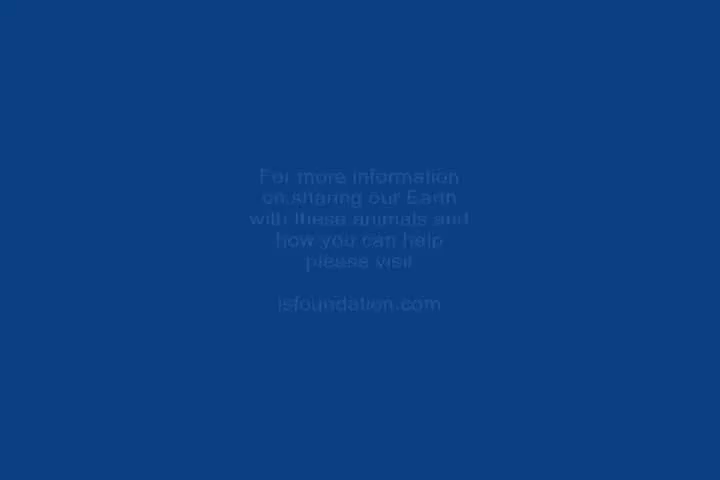 For more information
on sharing our Earth
with these animals and
how you can help
please visit
isfoundation.com